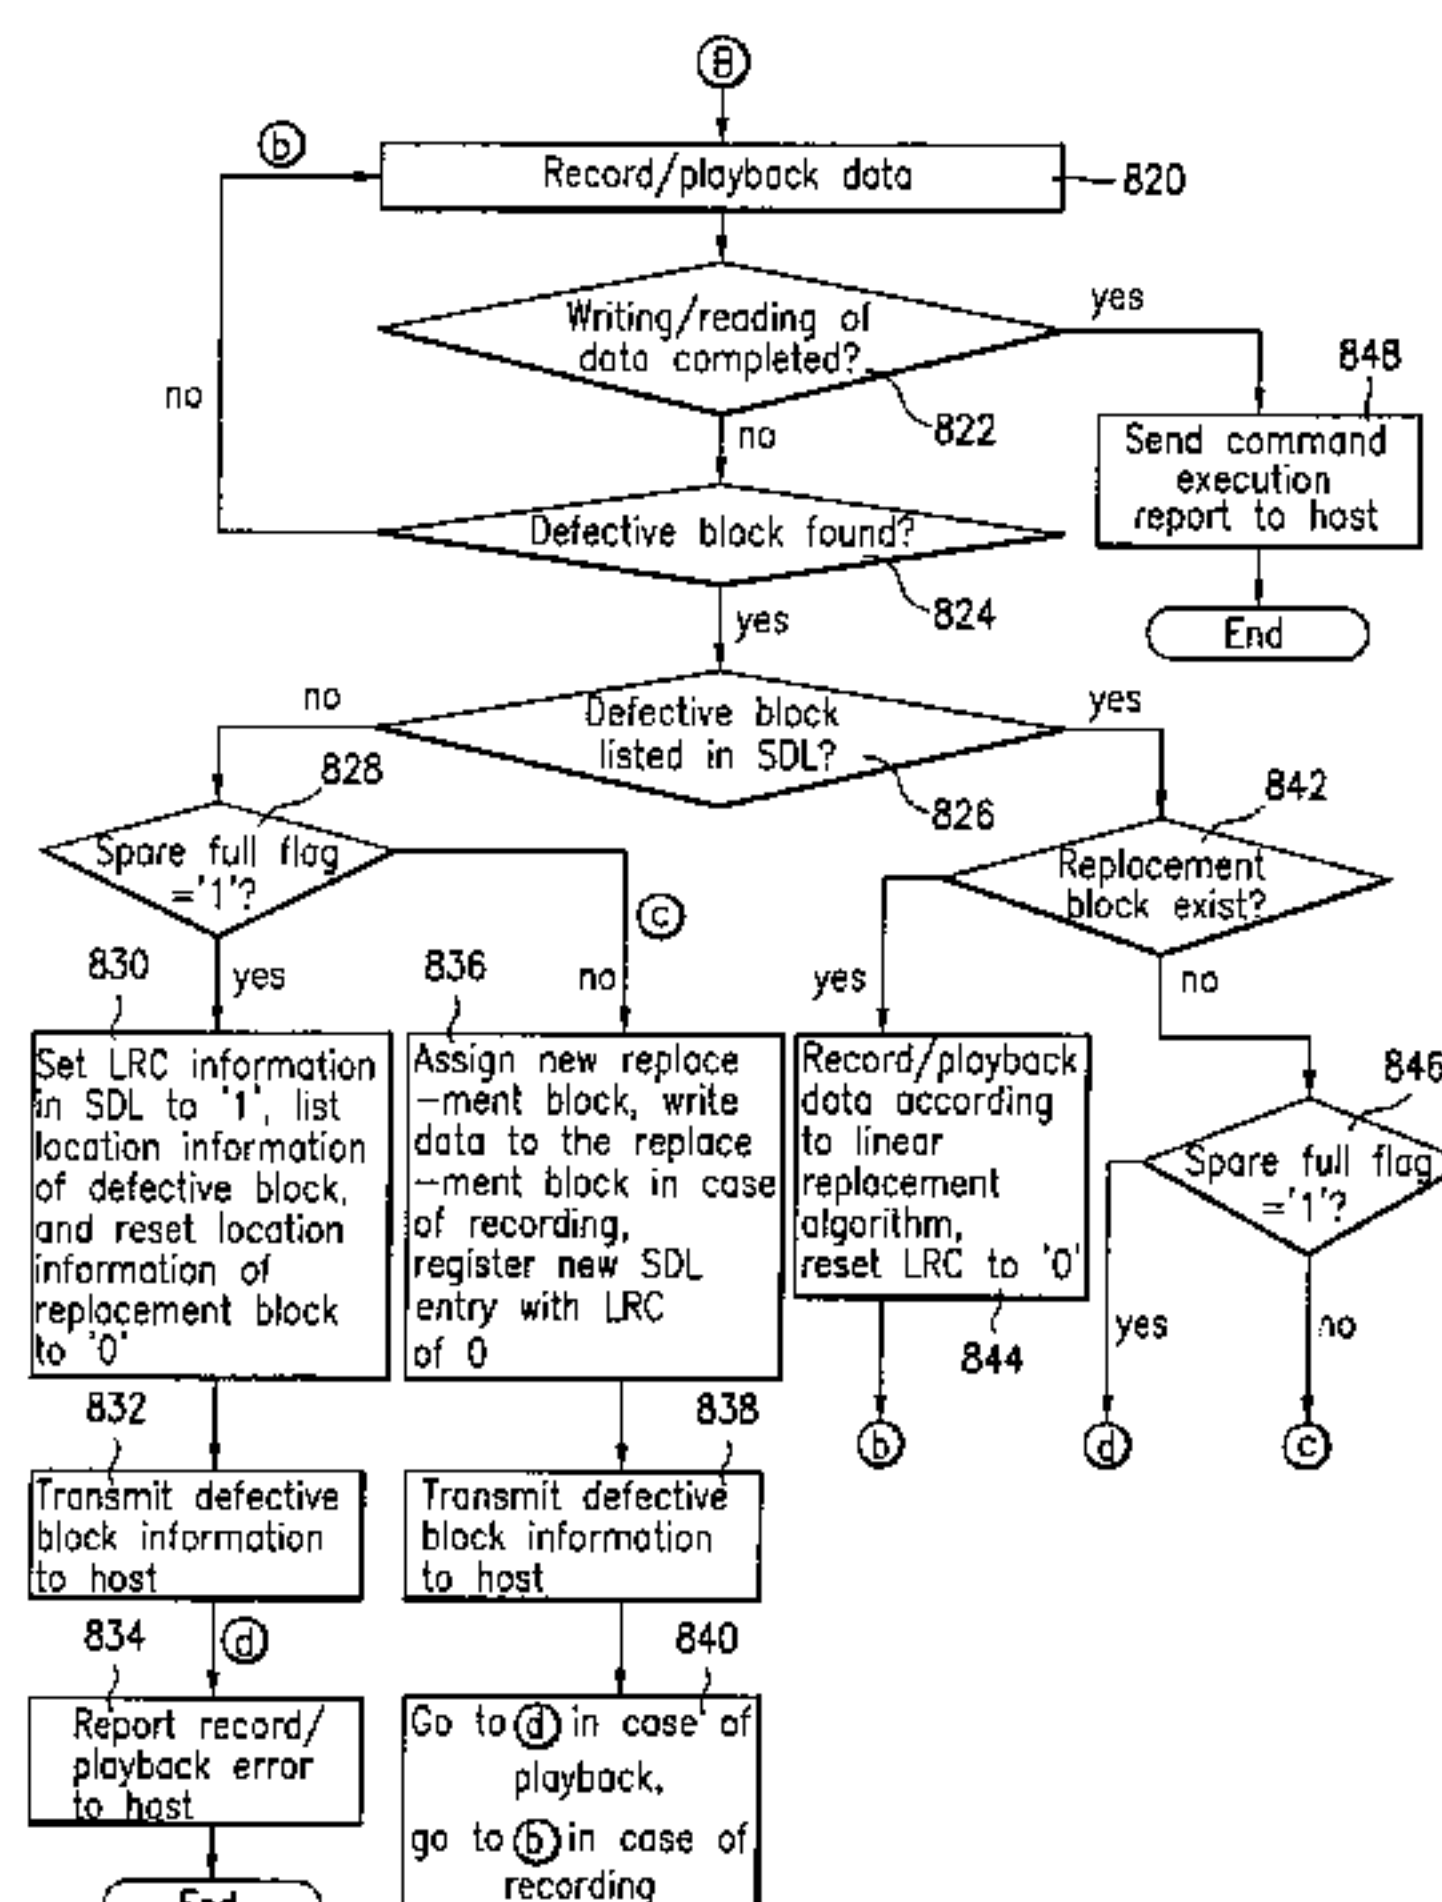 B
b
Record/playback data
820
Writing/reading of
data completed?
yes
822
848
no
no
Send command
execution
report to host
Defective block found?
824
yes
End
no
Defective block
listed in SDL?
yes
826
828
Spare full flag
='1'?
842
Replacement
block exist?
c
830
yes
836
no
yes
no
Set LRC information
in SDL to '1', list
location information
of defective block,
and reset location
information of
replacement block
to '0'
Assign new replace
-ment block, write
data to the replace
-ment block in case
of recording,
register new SDL
entry with LRC
of 0
Record/playback
data according
to linear
replacement
algorithm,
reset LRC to '0'
844
846
Spare full flag
='1'?
yes
no
b
d
c
832
Transmit defective
block information
to host
838
Transmit defective
block information
to host
834
d
Report record/
playback error
to host
840
Go to d in case of
playback,
go to b in case of
recording
End